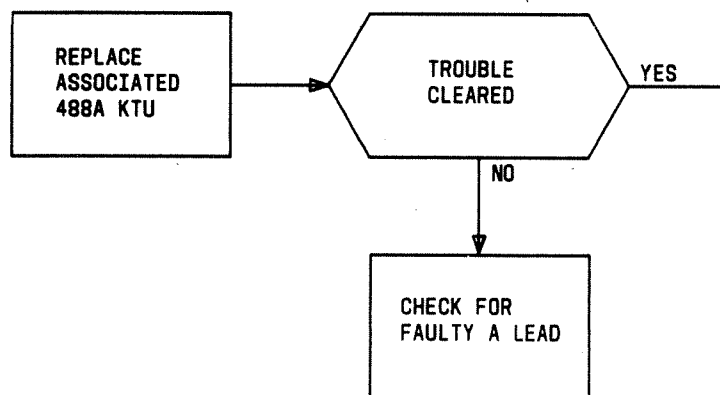 REPLACE
ASSOCIATED
488A KTU
TROUBLE
CLEARED
YES
NO
CHECK FOR
FAULTY A LEAD